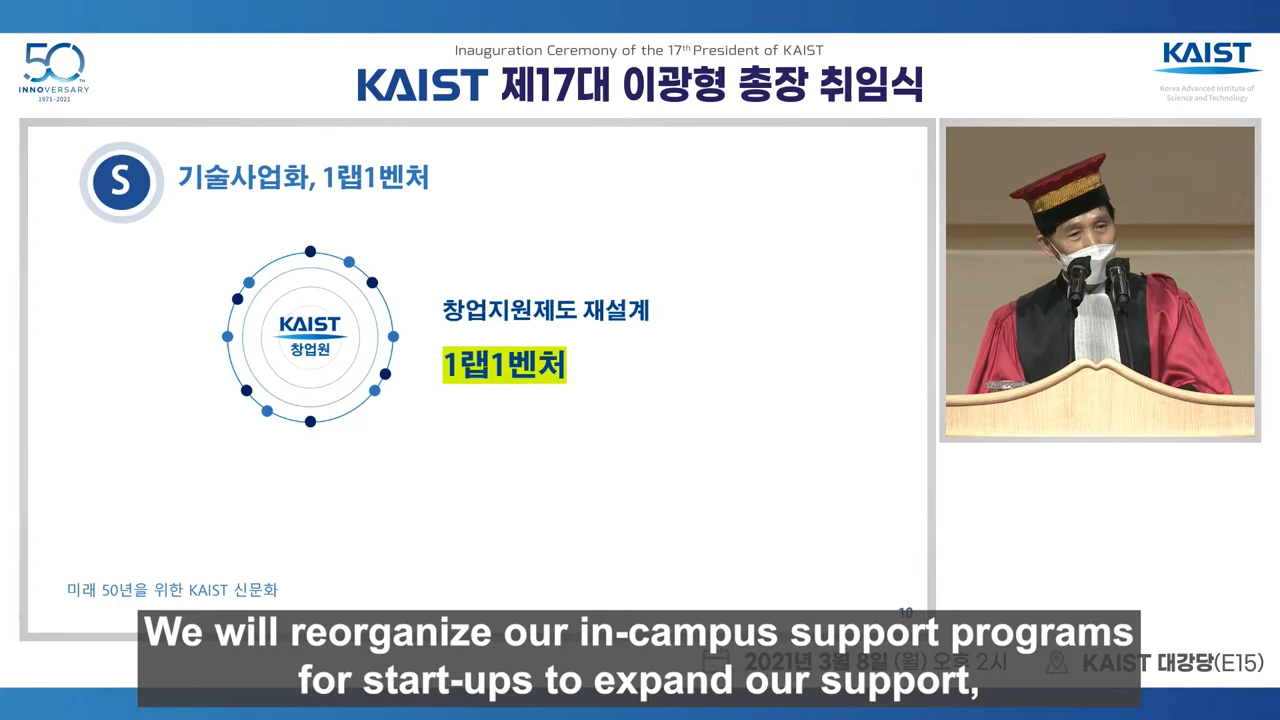 50
TH
INNOVERSARY
1971-2021
Inauguration Ceremony of the 17th President of KAIST
KAIST 제17대 이광형 총장 취임식
KAIST
Korea Advanced Institute of
Science and Technology
S
기술사업화, 1랩1벤처
KAIST
창업원
창업지원제도 재설계
1랩1벤처
미래 50년을 위한 KAIST 신문화
10
We will reorganize our in-campus support programs
for start-ups to expand our support,
2021년 3월 8일 (월) 오후 2시
KAIST 대강당(E15)